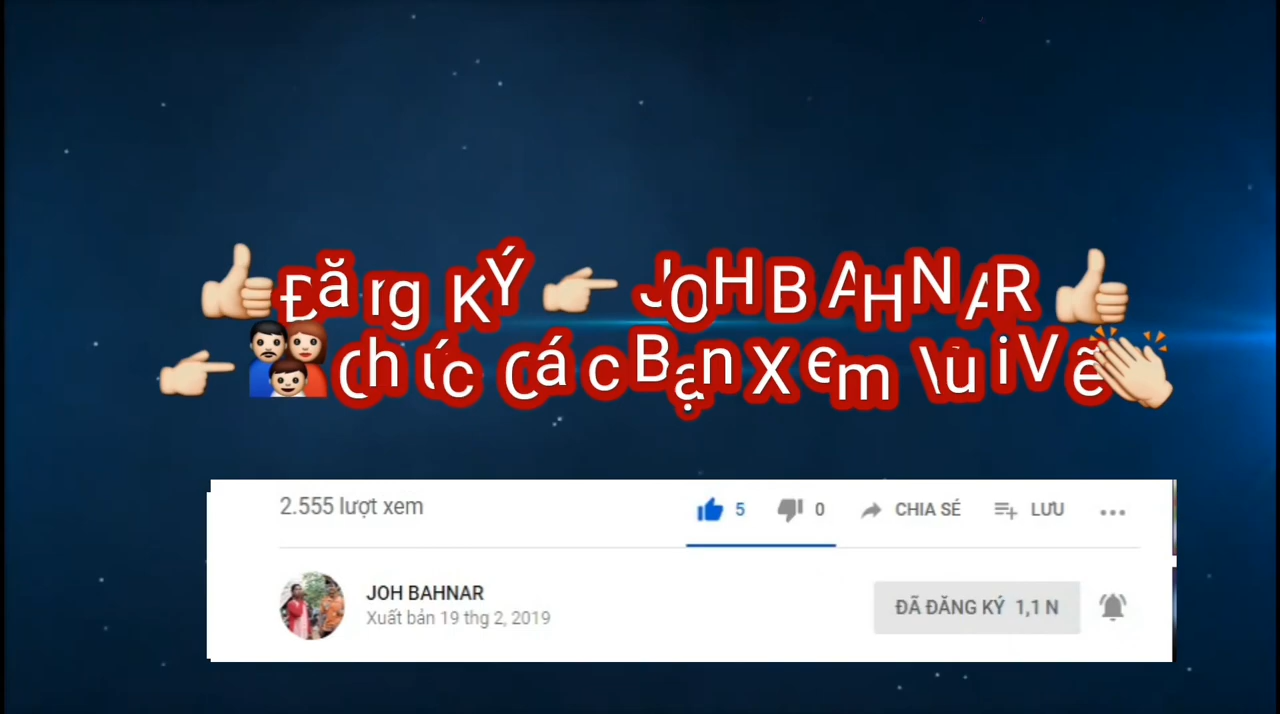 Đăng KÝ JOH BAHNAR
Chúc Các Bạn Xem Vui Vẽ
2.555 lượt xem
5 0 CHIA SẺ LƯU
JOH BAHNAR
Xuất bản 19 thg 2, 2019
ĐÃ ĐĂNG KÝ 1,1 N